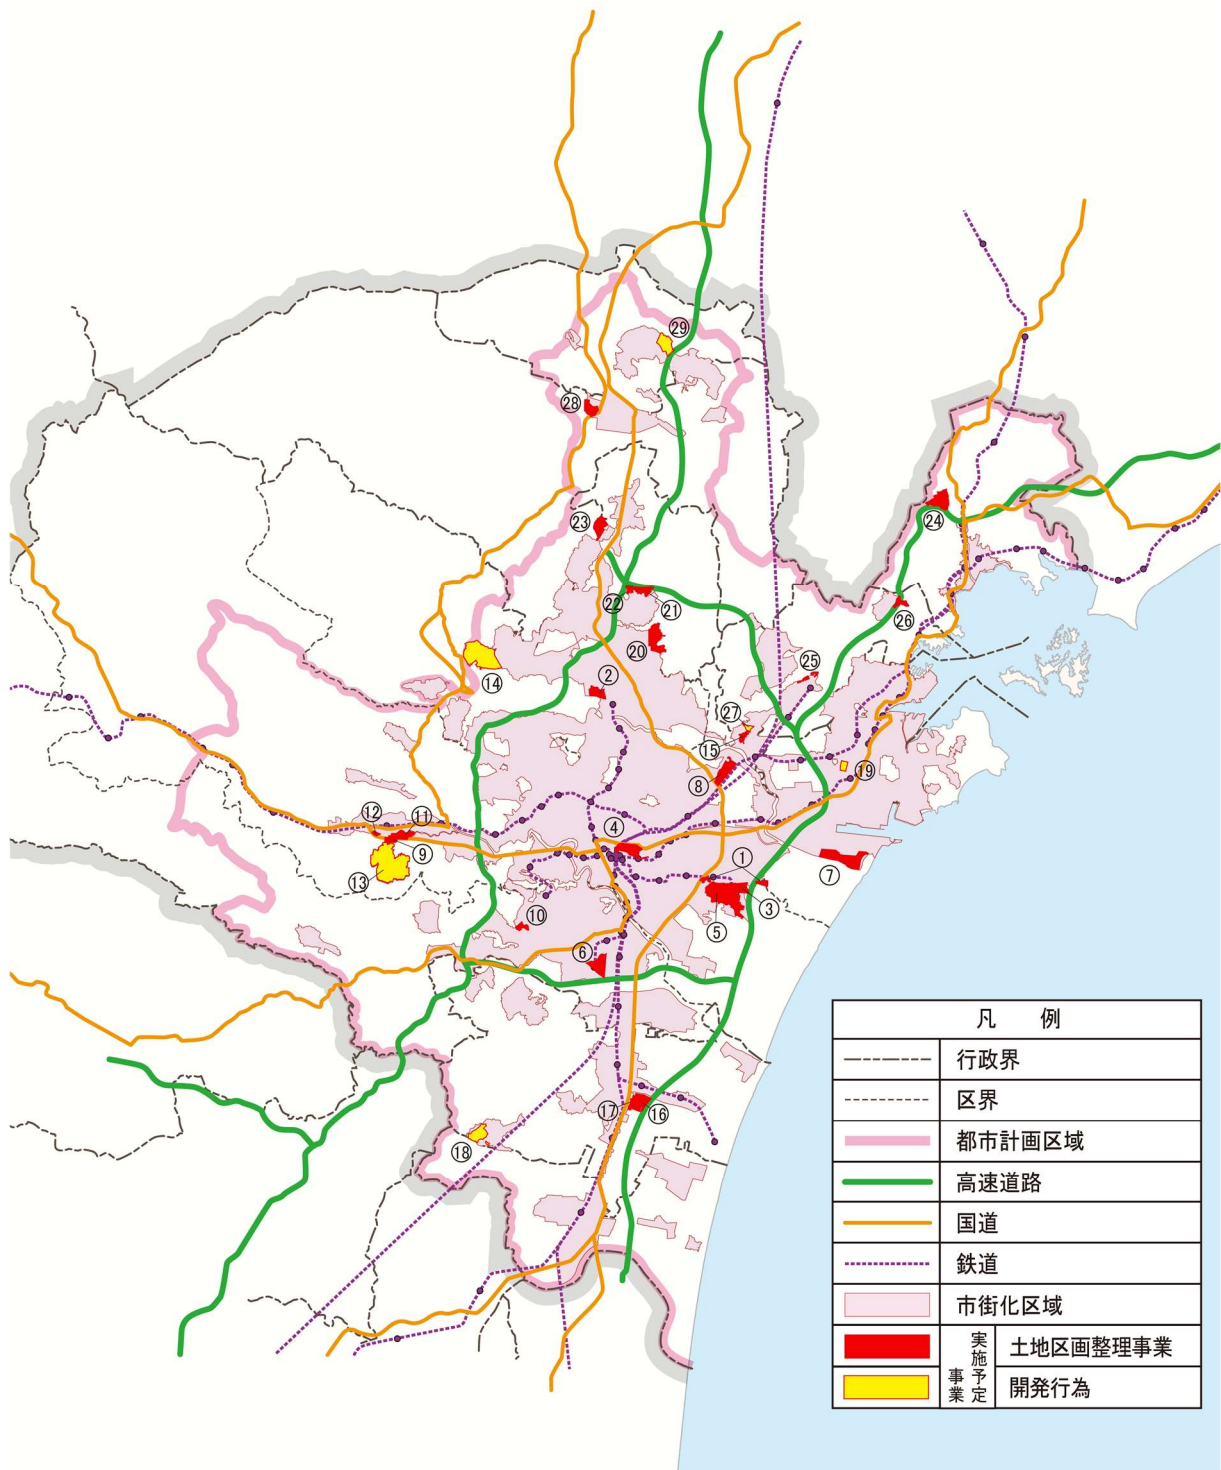 ㉙
㉘
㉔
㉓
㉒
㉑
㉖
⑳
㉕
②
⑭
㉗
⑮
⑧
⑲
⑫
⑪
④
⑨
①
⑬
⑦
⑩
③
⑤
⑥
⑰
⑯
⑱
凡 例
行政界
区界
都市計画区域
高速道路
国道
鉄道
市街化区域
実施予定事業
土地区画整理事業
開発行為